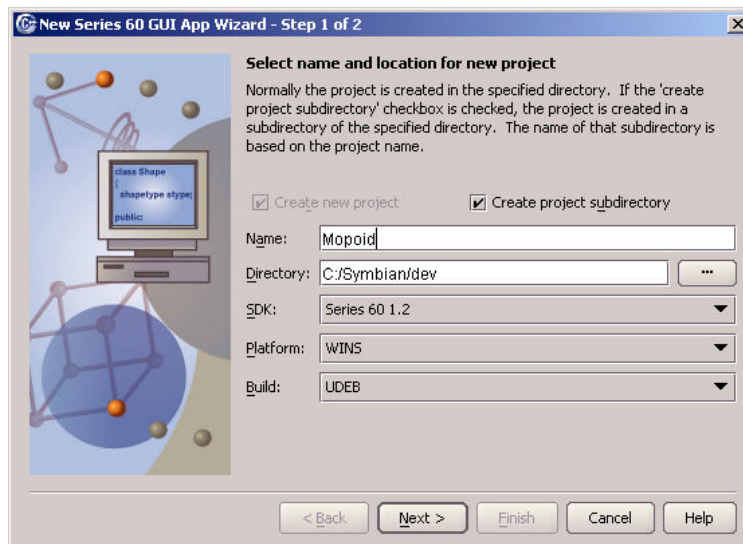 New Series 60 GUI App Wizard - Step 1 of 2
Select name and location for new project
Normally the project is created in the specified directory. If the 'create
project subdirectory' checkbox is checked, the project is created in a
subdirectory of the specified directory. The name of that subdirectory is
based on the project name.
class Shape
{
shapetype stype;
public:
Create new project Create project subdirectory
Name: Mopoid
Directory: C:/Symbian/dev ...
SDK: Series 60 1.2
Platform: WINS
Build: UDEB
< Back Next > Finish Cancel Help